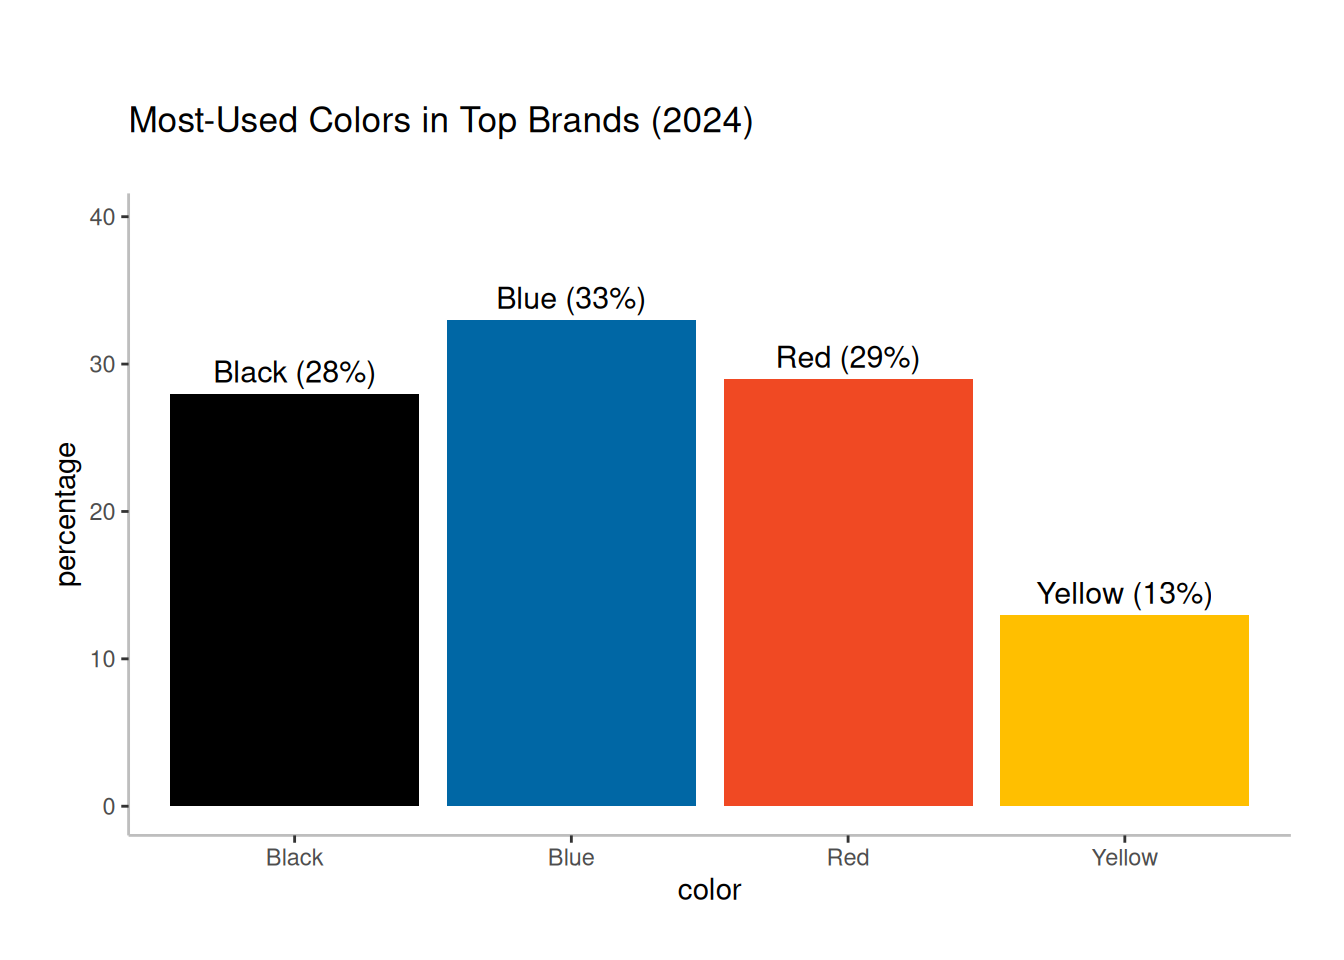 Most-Used Colors in Top Brands (2024)
40
30
20
10
0
percentage
Black (28%)
Blue (33%)
Red (29%)
Yellow (13%)
Black
Blue
Red
Yellow
color